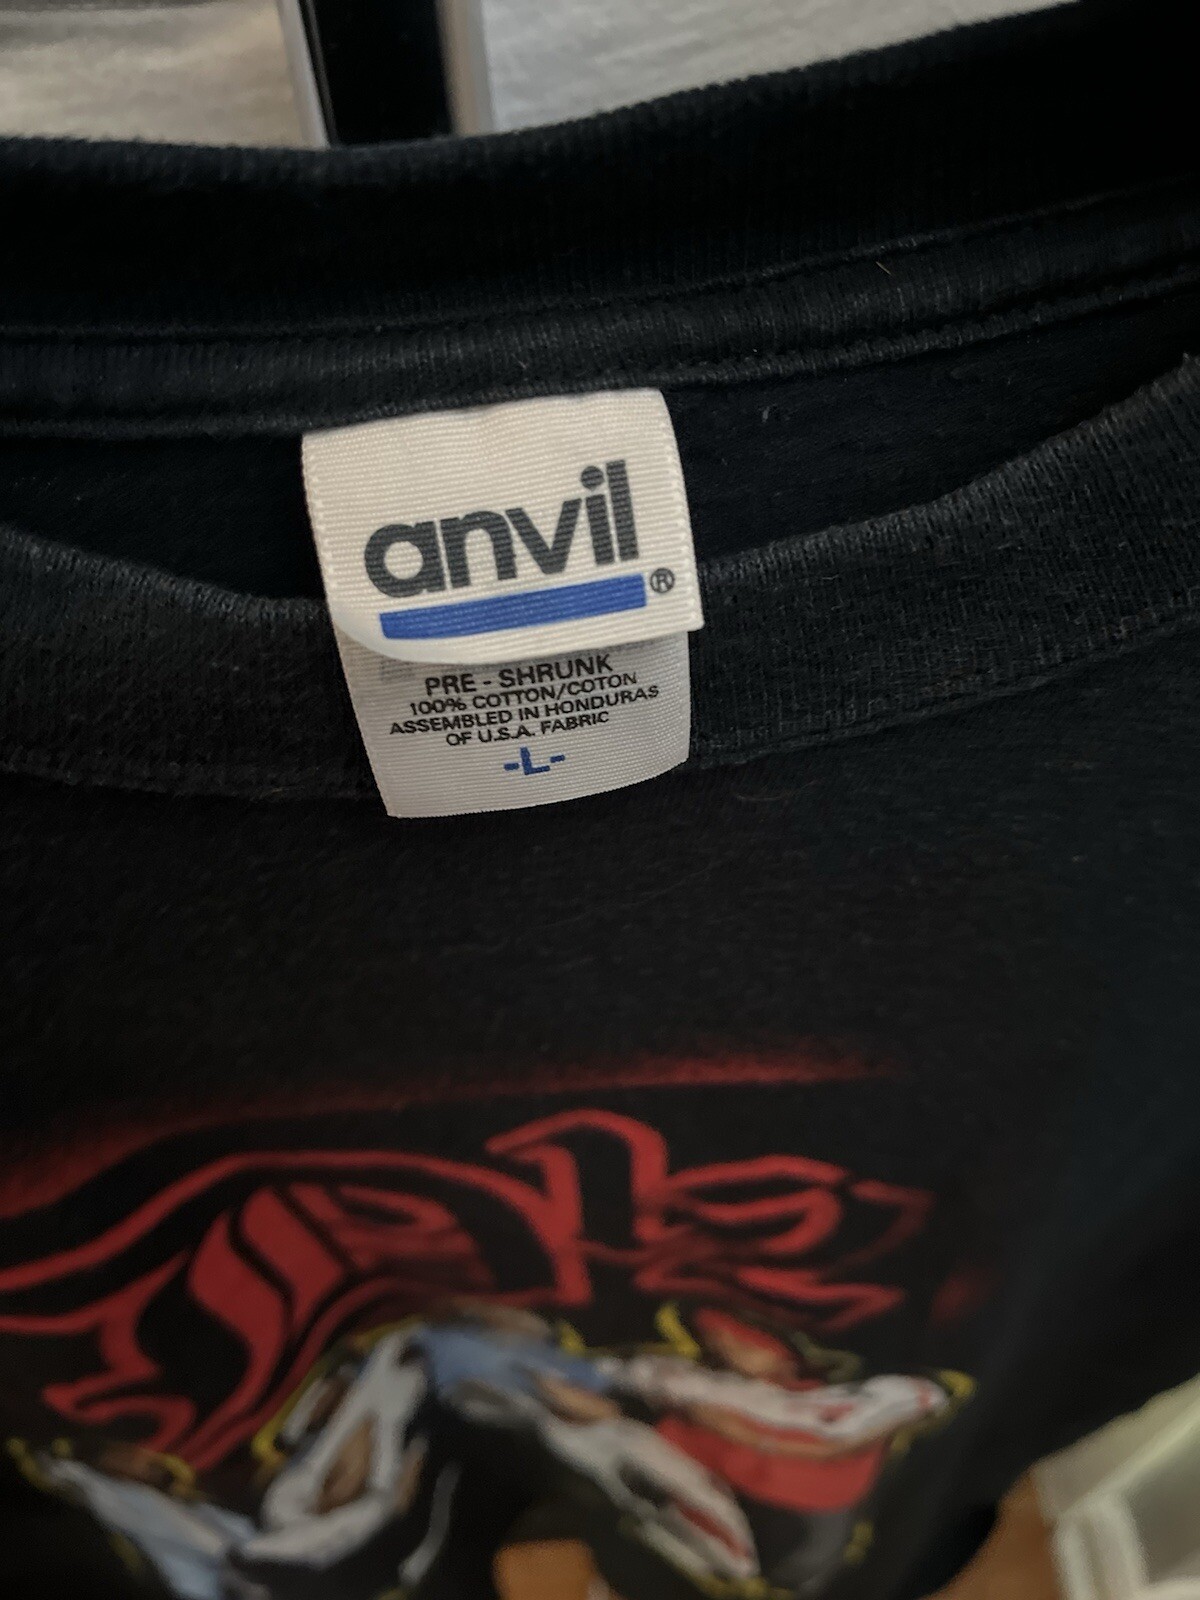 anvil
®
PRE - SHRUNK
100% COTTON/COTON
ASSEMBLED IN HONDURAS
OF U.S.A. FABRIC
-L-